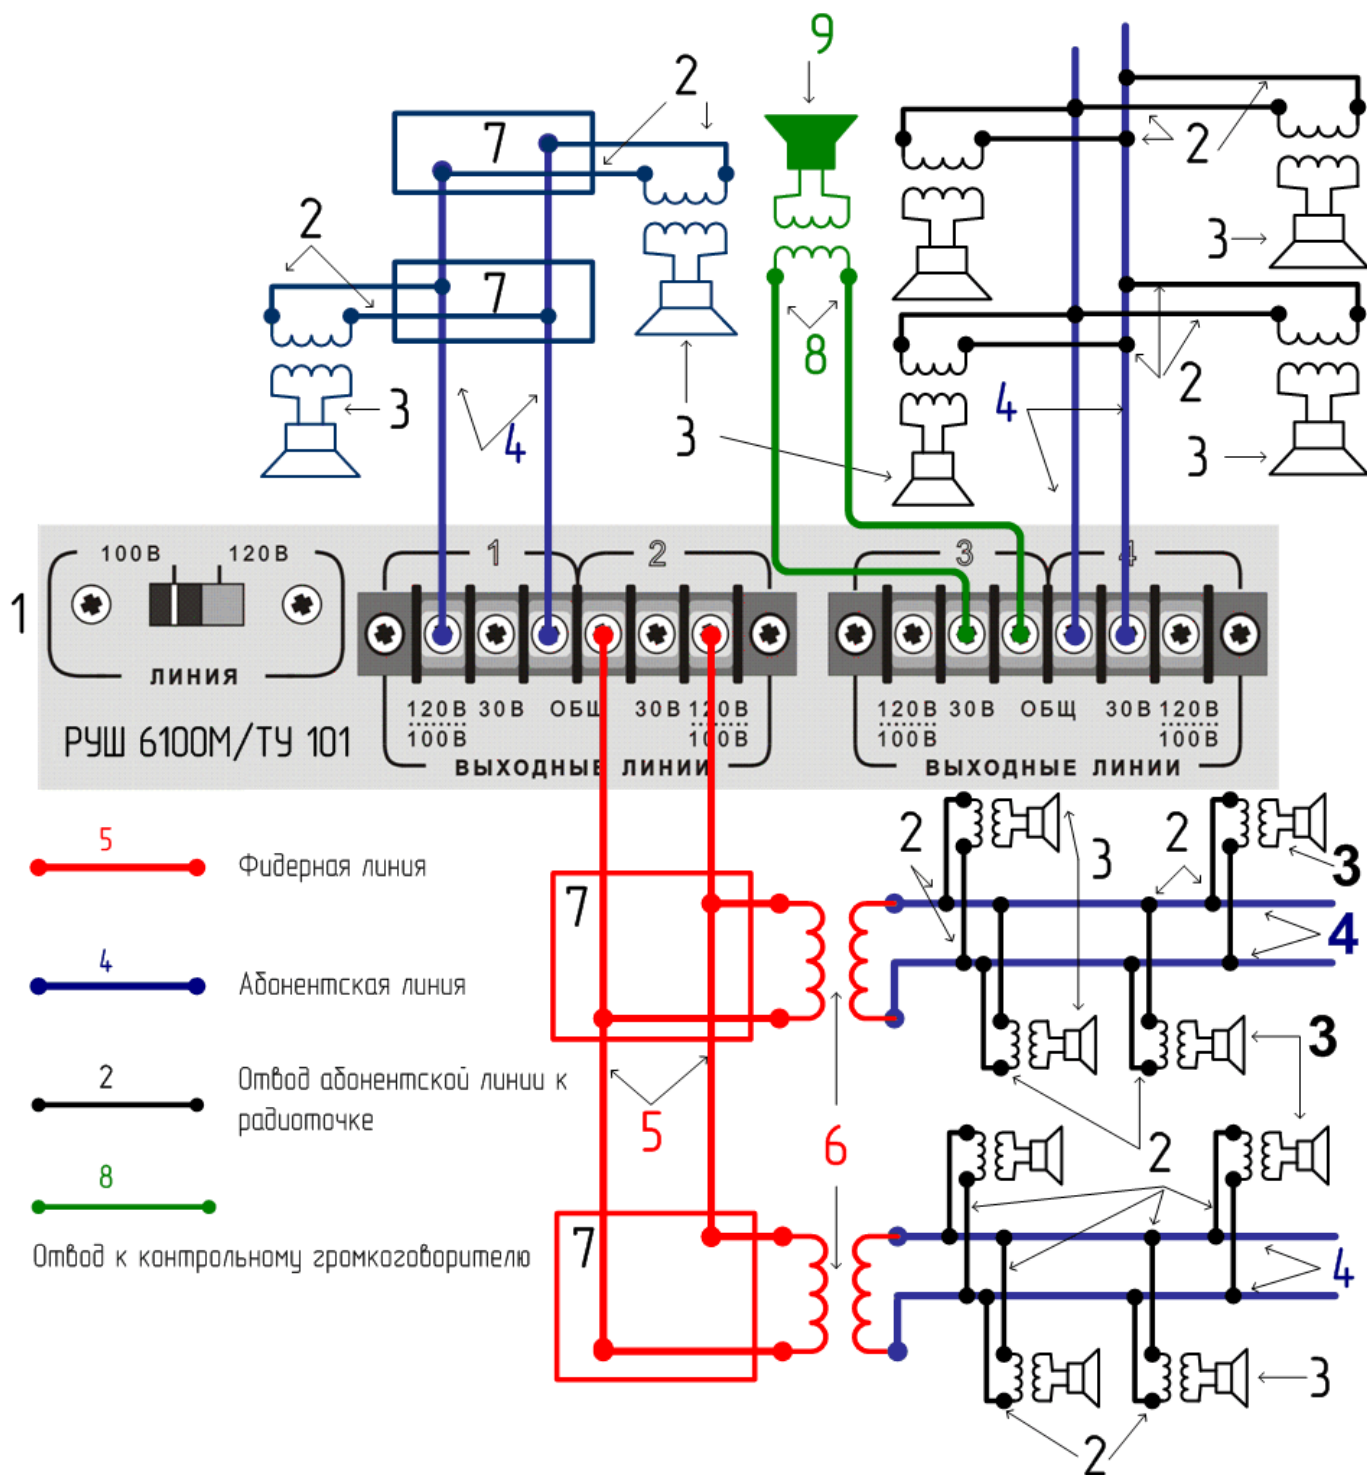 9
2
7
2
2
7
8
3
4
3
2
3
2
4
3
100В 120В
1
ЛИНИЯ
РУШ 6100М/ТУ 101
1 2
120В 30В ОБЩ 30В 120В
100В 100В
ВЫХОДНЫЕ ЛИНИИ
3 4
120В 30В ОБЩ 30В 120В
100В 100В
ВЫХОДНЫЕ ЛИНИИ
5
Фидерная линия
4
Абонентская линия
2
Отвод абонентской линии к
радиоточке
8
Отвод к контрольному громкоговорителю
7
2
3
2
3
4
3
5
6
2
7
4
3
2